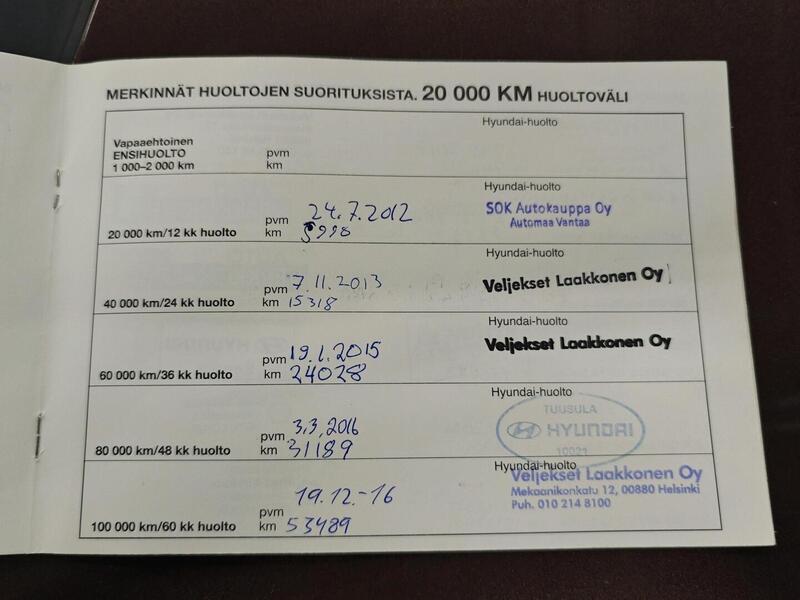 MERKINNÄT HUOLTOJEN SUORITUKSISTA. 20 000 KM HUOLTOVÄLI
Vapaaehtoinen
ENSIHUOLTO
1 000–2 000 km
pvm
km
Hyundai-huolto
20 000 km/12 kk huolto
pvm 24.7.2012
km 5998
Hyundai-huolto
SOK Autokauppa Oy
Automaa Vantaa
40 000 km/24 kk huolto
pvm 7.11.2013
km 15318
Hyundai-huolto
Veljekset Laakkonen Oy
60 000 km/36 kk huolto
pvm 19.1.2015
km 24028
Hyundai-huolto
Veljekset Laakkonen Oy
80 000 km/48 kk huolto
pvm 3.3.2016
km 31189
Hyundai-huolto
TUUSULA
HYUNDAI
10021
100 000 km/60 kk huolto
pvm 19.12.-16
km 53489
Hyundai-huolto
Veljekset Laakkonen Oy
Mekaanikonkatu 12, 00880 Helsinki
Puh. 010 214 8100